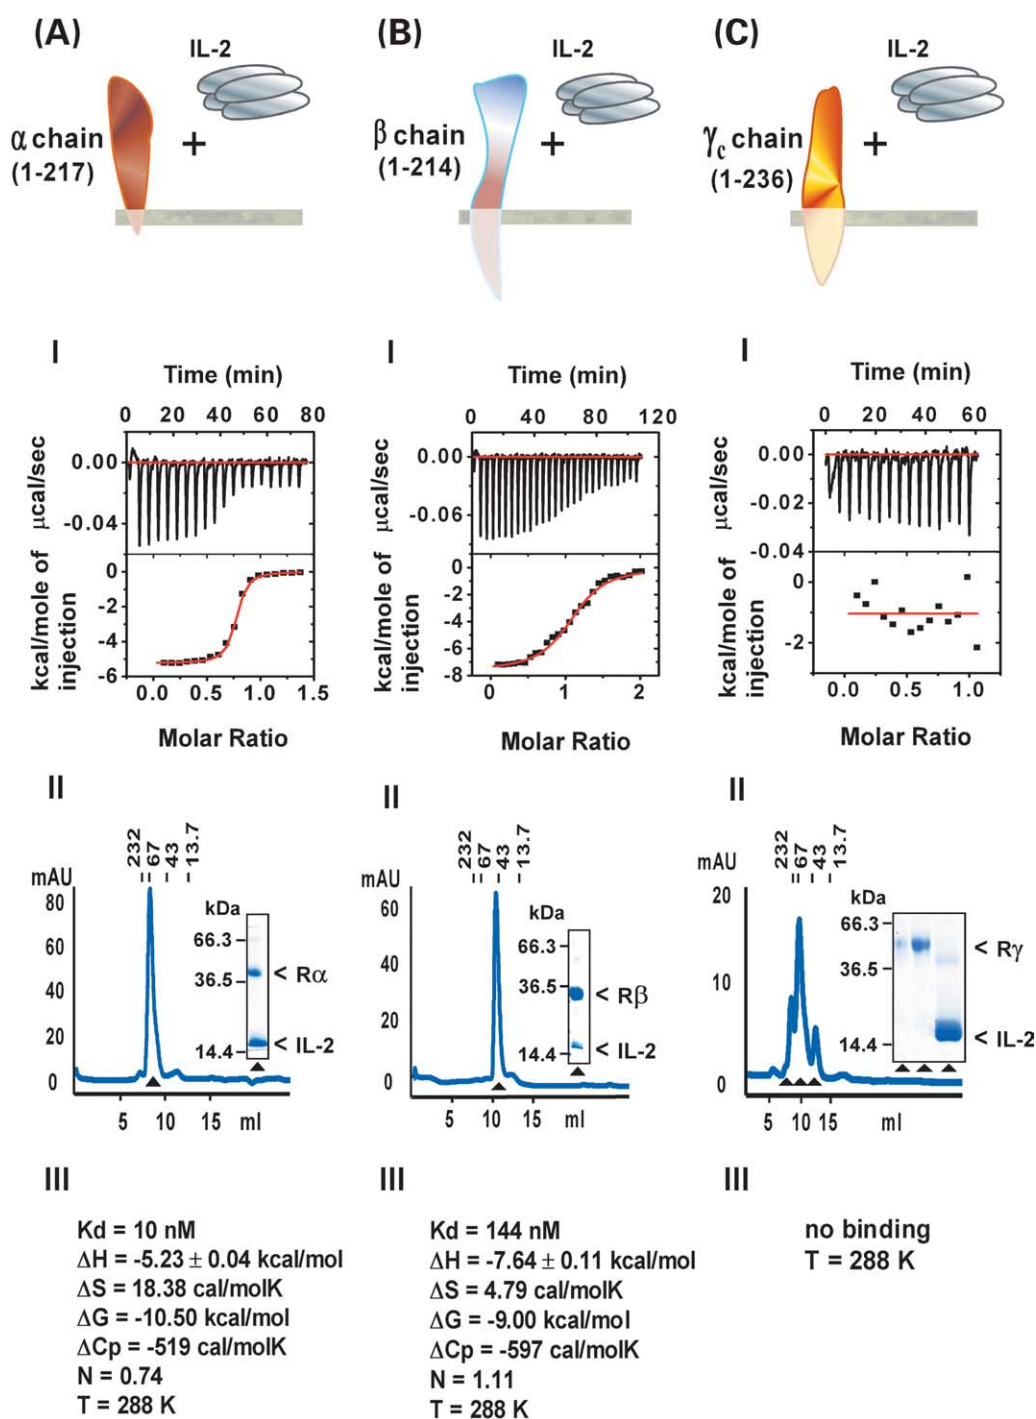 (A)
IL-2
α chain
(1-217)
+
(B)
IL-2
β chain
(1-214)
+
(C)
IL-2
γc chain
(1-236)
+
I
Time (min)
0 15 30 45 60 75 80
0.00
-0.04
μcal/sec
0
-2
-4
-6
kcal/mole of
injection
0.0 0.5 1.0 1.5
Molar Ratio
I
Time (min)
0 20 40 60 80 120
0.00
-0.06
μcal/sec
0
-2
-4
-6
-8
kcal/mole of
injection
0 1 2
Molar Ratio
I
Time (min)
0 10 20 30 40 50 60
0.00
-0.02
-0.04
μcal/sec
0
-2
kcal/mole of
injection
0.0 0.5 1.0
Molar Ratio
II
232
67
43
13.7
mAU
80
60
40
20
0
kDa
66.3
36.5
14.4
< Rα
< IL-2
5 10 15 ml
II
232
67
43
13.7
mAU
60
40
20
0
kDa
66.3
36.5
14.4
< Rβ
< IL-2
5 10 15 ml
II
232
67
43
13.7
mAU
20
10
0
kDa
66.3
36.5
14.4
< Rγ
< IL-2
5 10 15 ml
III
Kd = 10 nM
ΔH = -5.23 ± 0.04 kcal/mol
ΔS = 18.38 cal/molK
ΔG = -10.50 kcal/mol
ΔCp = -519 cal/molK
N = 0.74
T = 288 K
III
Kd = 144 nM
ΔH = -7.64 ± 0.11 kcal/mol
ΔS = 4.79 cal/molK
ΔG = -9.00 kcal/mol
ΔCp = -597 cal/molK
N = 1.11
T = 288 K
III
no binding
T = 288 K